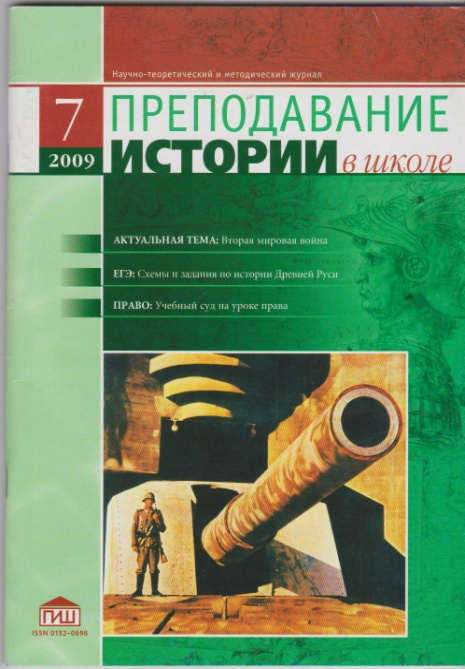 Научно-теоретический и методический журнал
7
2009
ПРЕПОДАВАНИЕ
ИСТОРИИ в школе
АКТУАЛЬНАЯ ТЕМА: Вторая мировая война
ЕГЭ: Схемы и задания по истории Древней Руси
ПРАВО: Учебный суд на уроке права
ПИШ
ISSN 0132-0696